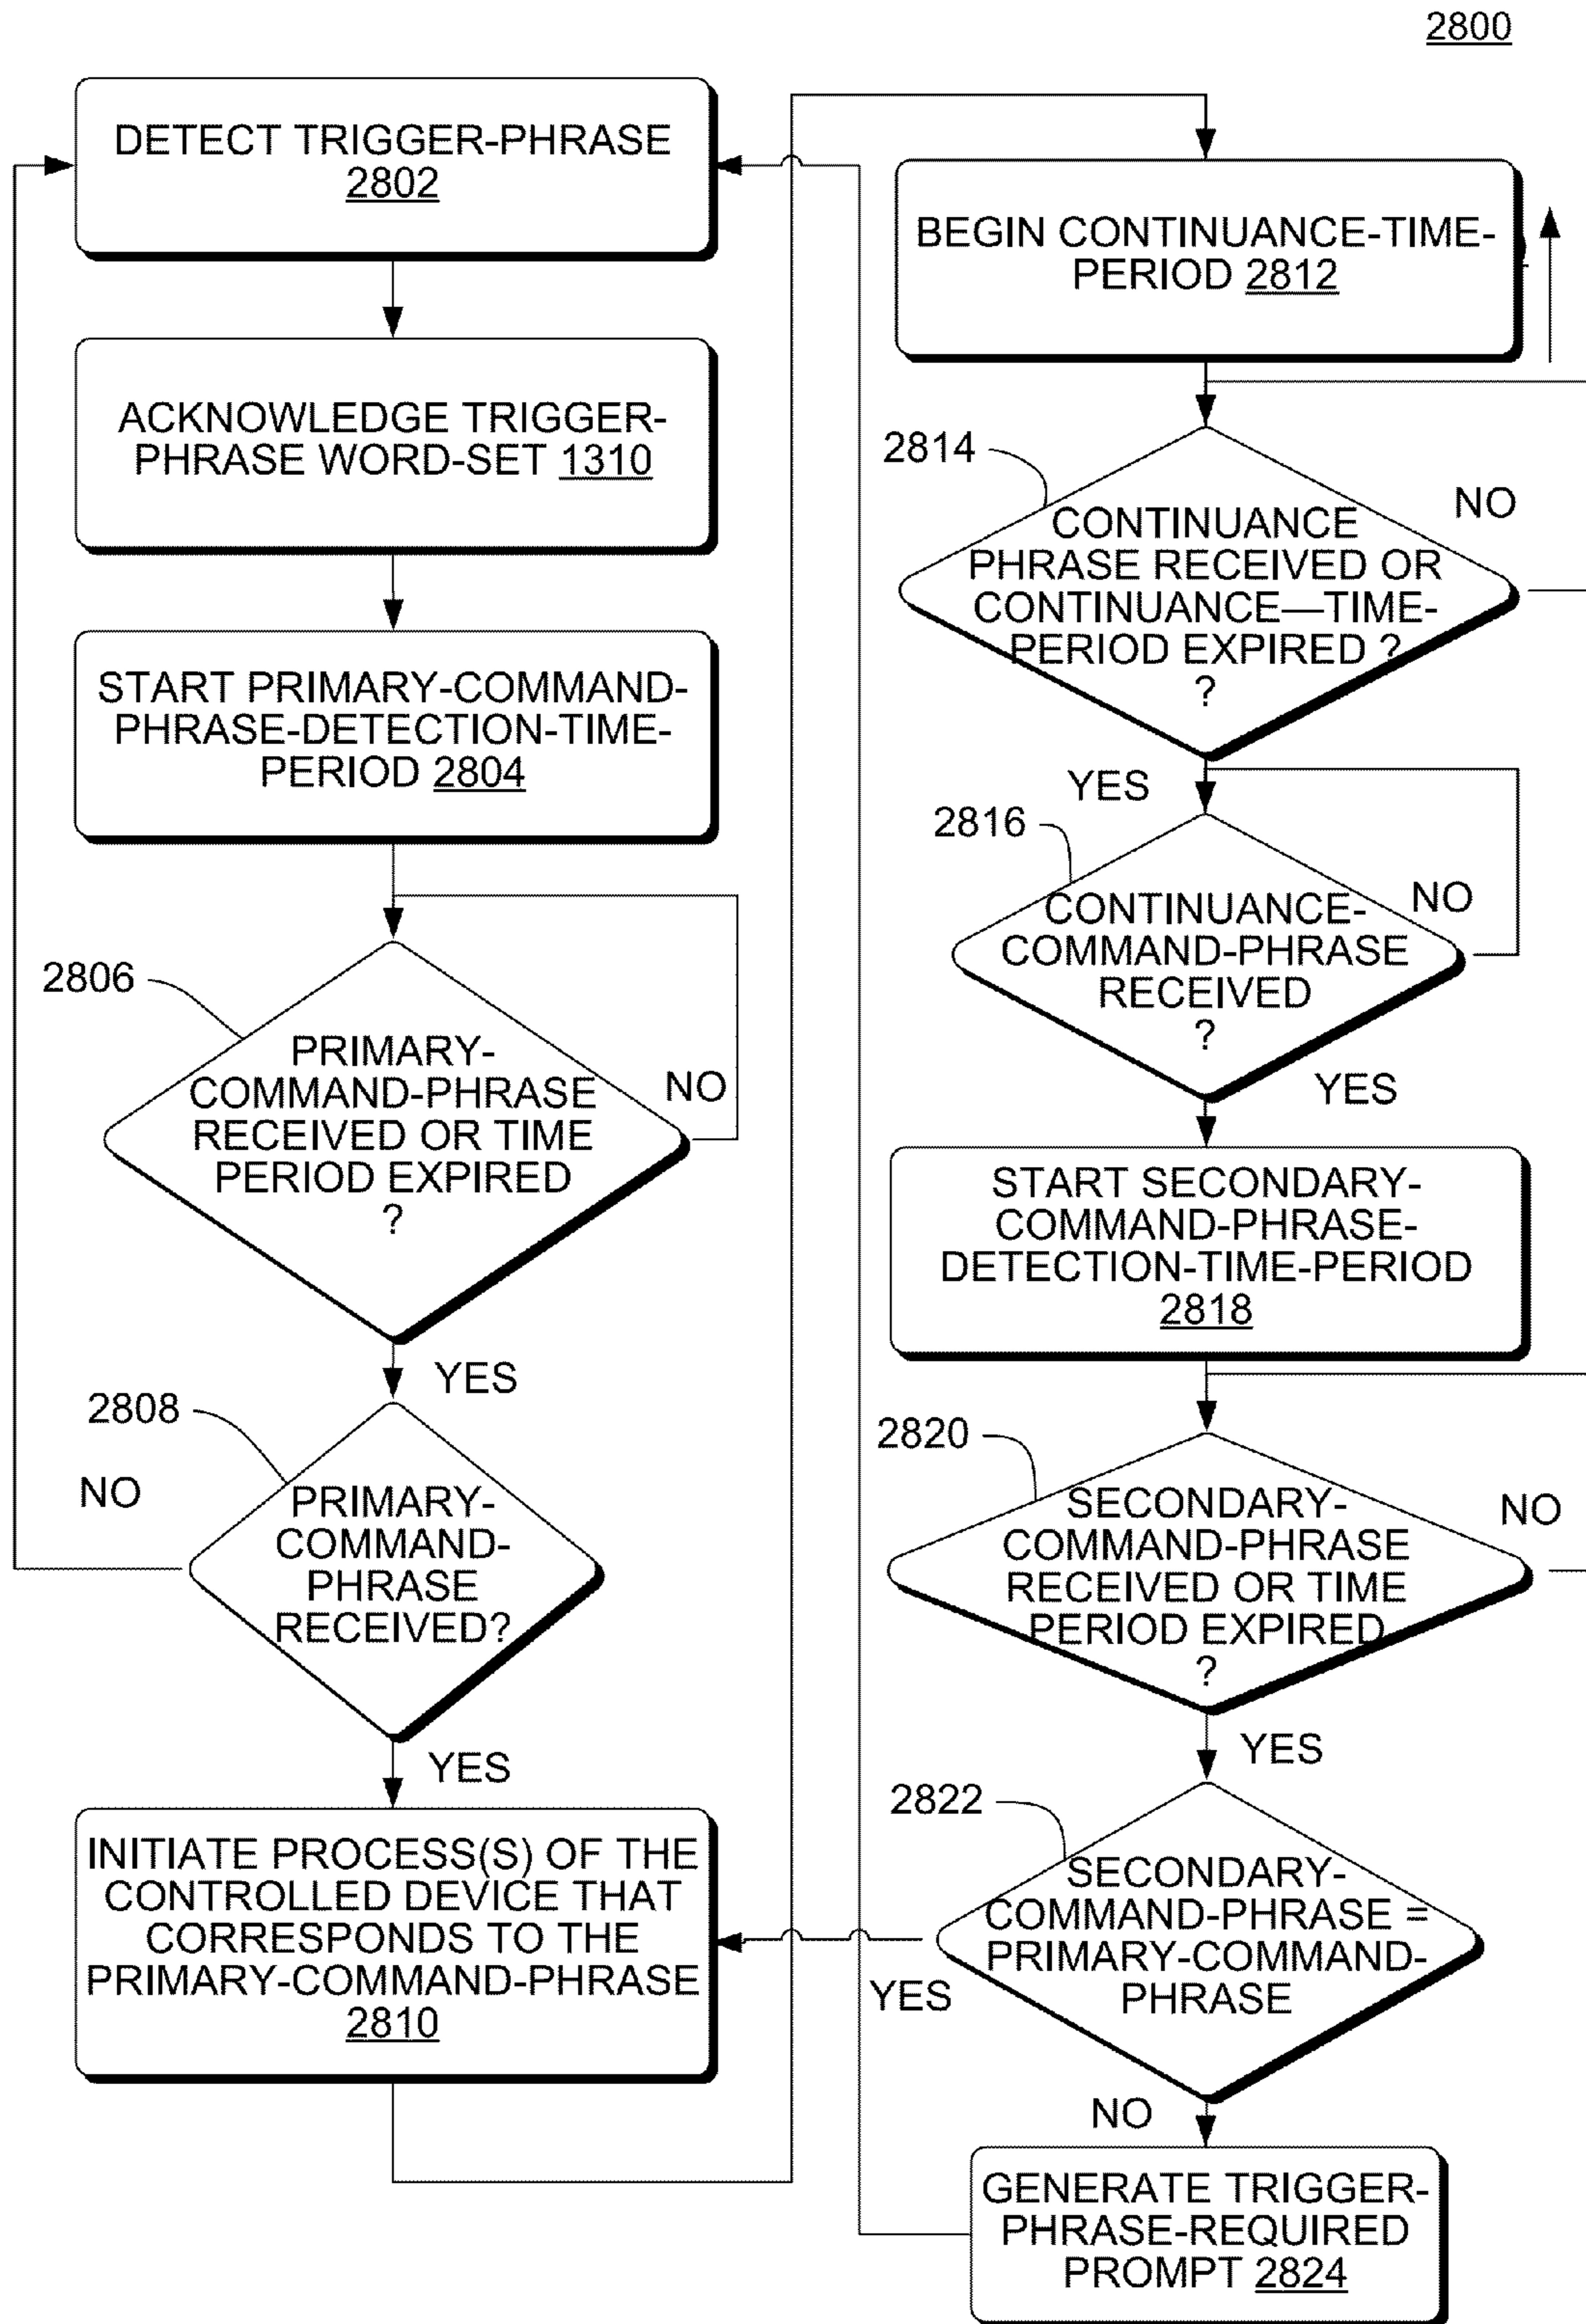 2800
DETECT TRIGGER-PHRASE
2802
ACKNOWLEDGE TRIGGER-
PHRASE WORD-SET 1310
START PRIMARY-COMMAND-
PHRASE-DETECTION-TIME-
PERIOD 2804
2806
PRIMARY-
COMMAND-PHRASE
RECEIVED OR TIME
PERIOD EXPIRED
?
NO
YES
2808
NO
PRIMARY-
COMMAND-
PHRASE
RECEIVED?
YES
INITIATE PROCESS(S) OF THE
CONTROLLED DEVICE THAT
CORRESPONDS TO THE
PRIMARY-COMMAND-PHRASE
2810
BEGIN CONTINUANCE-TIME-
PERIOD 2812
2814
NO
CONTINUANCE
PHRASE RECEIVED OR
CONTINUANCE—TIME-
PERIOD EXPIRED ?
?
YES
2816
NO
CONTINUANCE-
COMMAND-PHRASE
RECEIVED
?
YES
START SECONDARY-
COMMAND-PHRASE-
DETECTION-TIME-PERIOD
2818
2820
NO
SECONDARY-
COMMAND-PHRASE
RECEIVED OR TIME
PERIOD EXPIRED
?
YES
2822
SECONDARY-
COMMAND-PHRASE =
PRIMARY-COMMAND-
PHRASE
YES
NO
GENERATE TRIGGER-
PHRASE-REQUIRED
PROMPT 2824